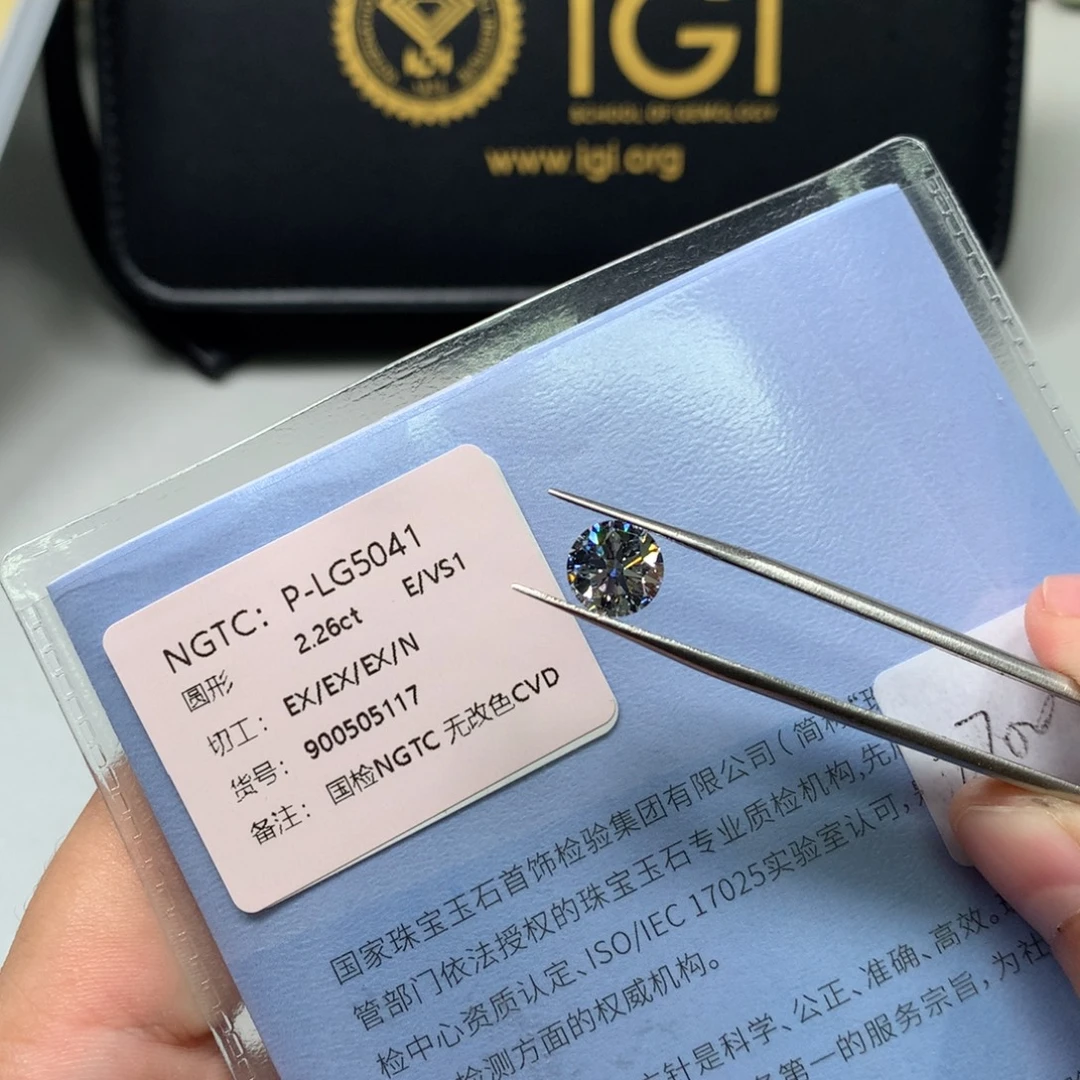 IGI
SCHOOL OF GEMOLOGY
www.igi.org
NGTC: P-LG5041
圆形 2.26ct E/VS1
切工: EX/EX/EX/N
货号: 900505117
备注: 国检NGTC 无改色CVD
国家珠宝玉石首饰检验集团有限公司(简称“珠
管部门依法授权的珠宝玉石专业质检机构,先
检中心资质认定、ISO/IEC 17025实验室认可,是
检测方面的权威机构。
方针是科学、公正、准确、高效。
第一的服务宗旨,为社